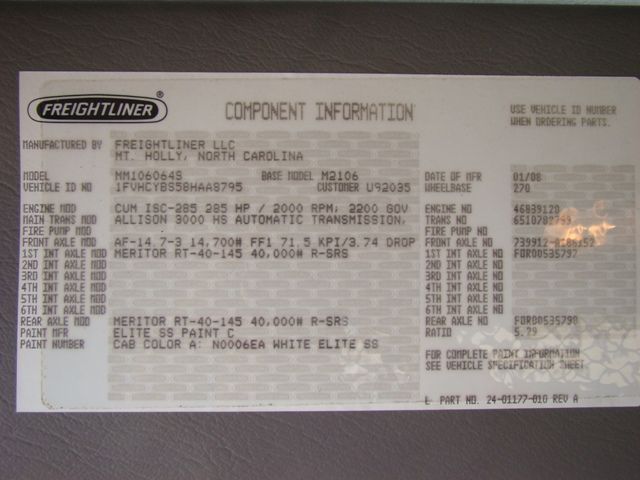 FREIGHTLINER ® COMPONENT INFORMATION USE VEHICLE ID NUMBER
WHEN ORDERING PARTS.
MANUFACTURED BY FREIGHTLINER LLC
MT. HOLLY, NORTH CAROLINA
MODEL MM106064S BASE MODEL M2106 DATE OF MFR 01/08
VEHICLE ID NO 1FVHCYBS58HAA8795 CUSTOMER U92035 WHEELBASE 270
ENGINE MOD CUM ISC-285 285 HP / 2000 RPM; 2200 GOV ENGINE NO 46839120
MAIN TRANS MOD ALLISON 3000 HS AUTOMATIC TRANSMISSION, TRANS NO
FIRE PUMP MOD FIRE PUMP NO
FRONT AXLE MOD AF-14.7-3 14,700# FF1 71.5 KPI/3.74 DROP FRONT AXLE NO
1ST INT AXLE MOD MERITOR RT-40-145 40,000# R-SRS 1ST INT AXLE NO FOR00535797
2ND INT AXLE MOD 2ND INT AXLE NO
3RD INT AXLE MOD 3RD INT AXLE NO
4TH INT AXLE MOD 4TH INT AXLE NO
5TH INT AXLE MOD 5TH INT AXLE NO
6TH INT AXLE MOD 6TH INT AXLE NO
REAR AXLE MOD MERITOR RT-40-145 40,000# R-SRS REAR AXLE NO FOR00535798
PAINT MFR ELITE SS PAINT C RATIO 5.29
PAINT NUMBER CAB COLOR A: N0006EA WHITE ELITE SS
FOR COMPLETE PAINT INFORMATION
SEE VEHICLE SPECIFICATION SHEET
PART NO. 24-01177-010 REV A